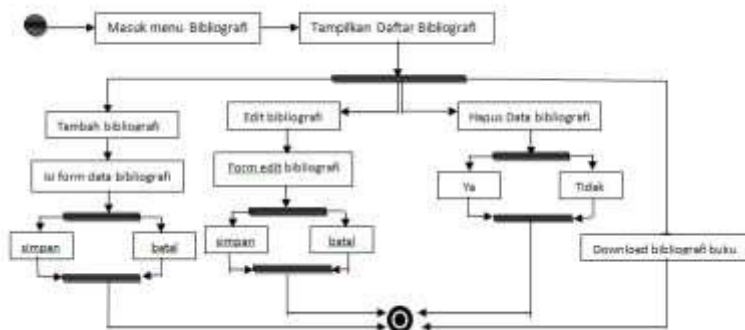 Masuk menu Bibliografi
Tampilkan Daftar Bibliografi
Tambah bibliografi
Edit bibliografi
Hapus Data bibliografi
Isi form data bibliografi
Form edit bibliografi
Ya
Tidak
simpan
batal
simpan
batal
Download bibliografi buku